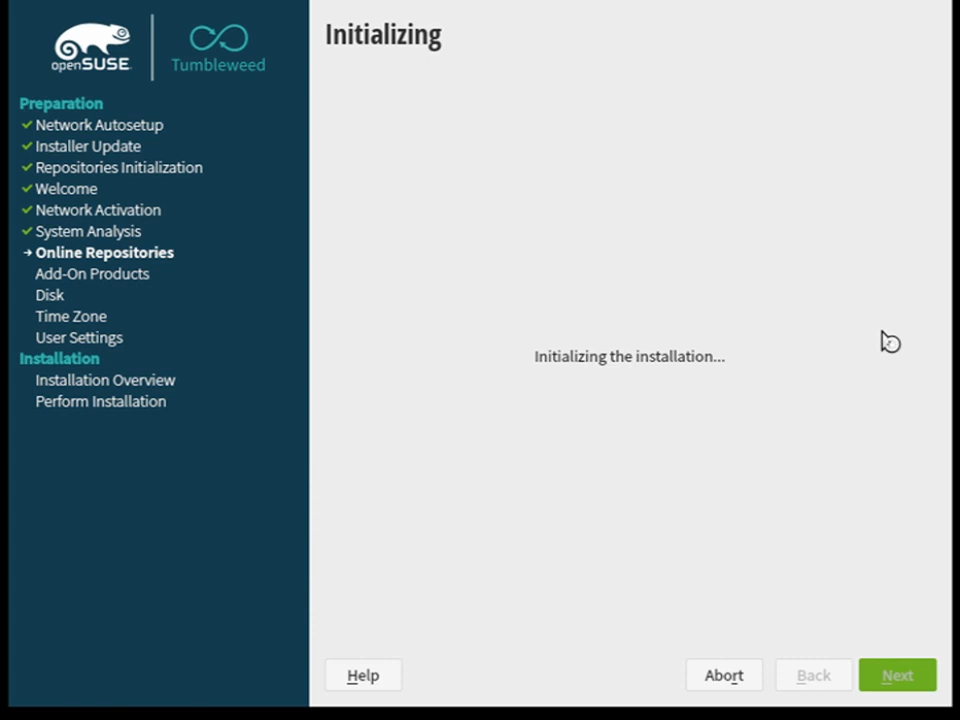 openSUSE
Tumbleweed
Preparation
Network Autosetup
Installer Update
Repositories Initialization
Welcome
Network Activation
System Analysis
Online Repositories
Add-On Products
Disk
Time Zone
User Settings
Installation
Installation Overview
Perform Installation
Initializing
Initializing the installation...
Help
Abort
Back
Next